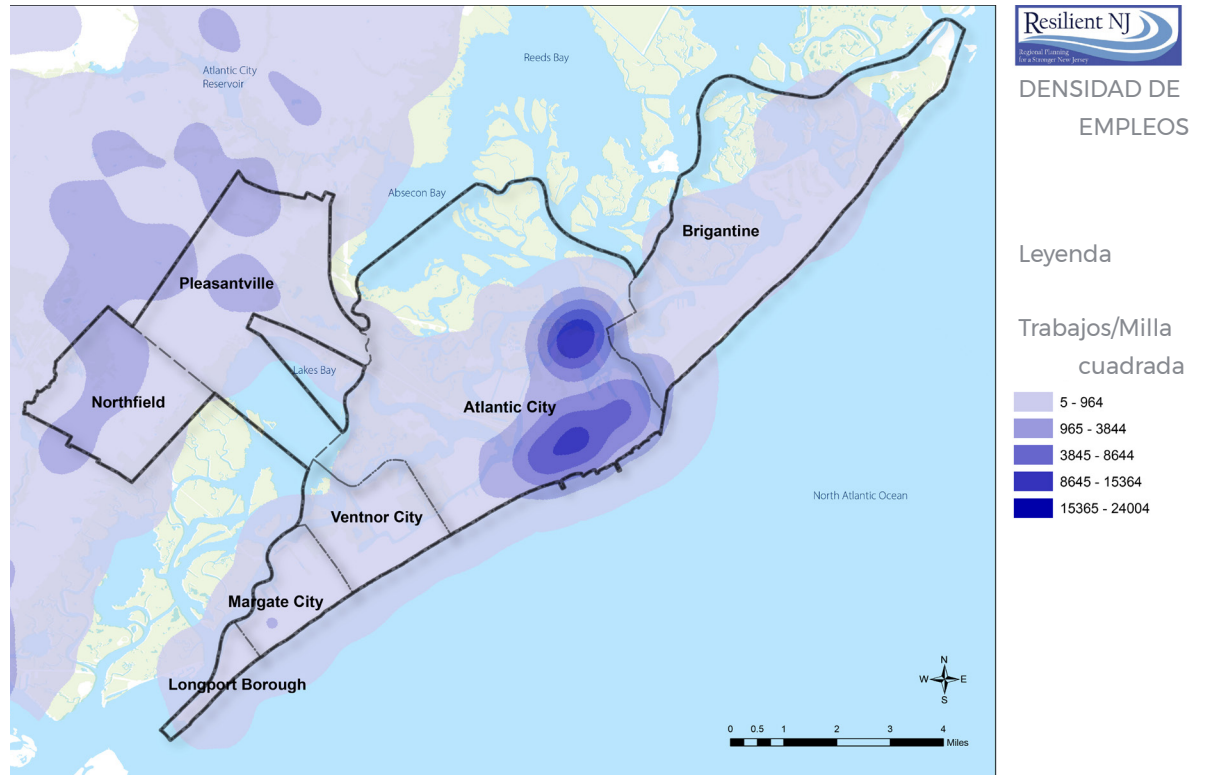 Resilient NJ
Regional Planning
for a Stronger New Jersey
DENSIDAD DE
EMPLEOS
Leyenda
Trabajos/Milla
cuadrada
5 - 964
965 - 3844
3845 - 8644
8645 - 15364
15365 - 24004
Atlantic City
Reservoir
Reeds Bay
Absecon Bay
Brigantine
Pleasantville
Lakes Bay
Northfield
Atlantic City
North Atlantic Ocean
Ventnor City
Margate City
Longport Borough
N
W
E
S
0 0.5 1 2 3 4
Miles